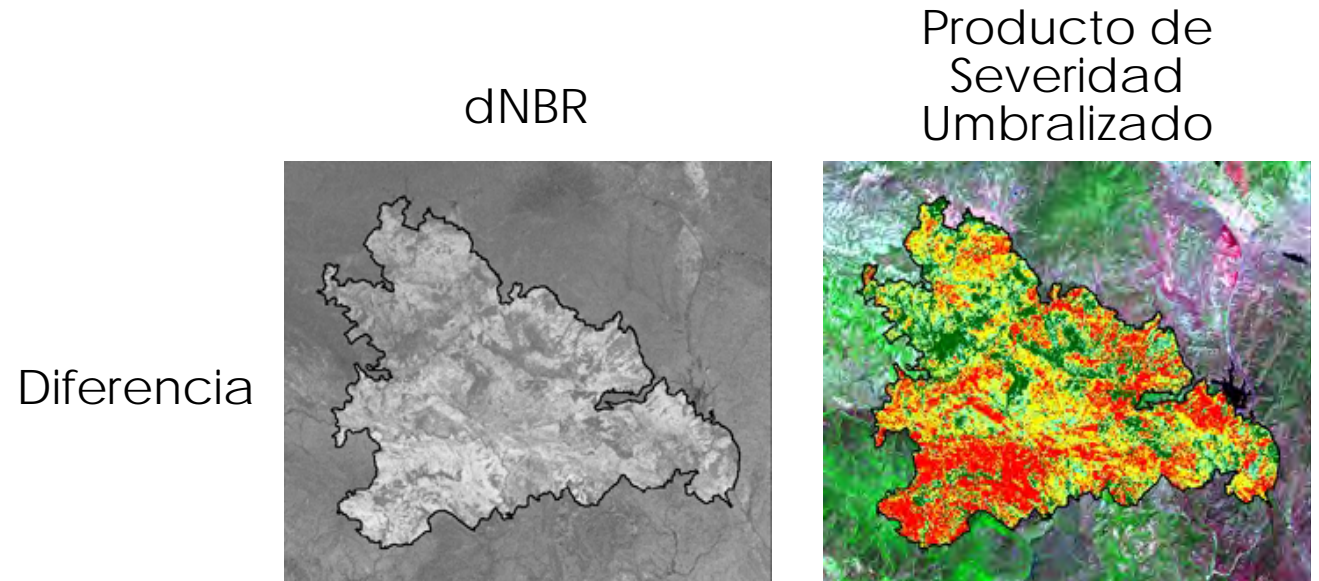 Producto de
Severidad
Umbralizado
dNBR
Diferencia